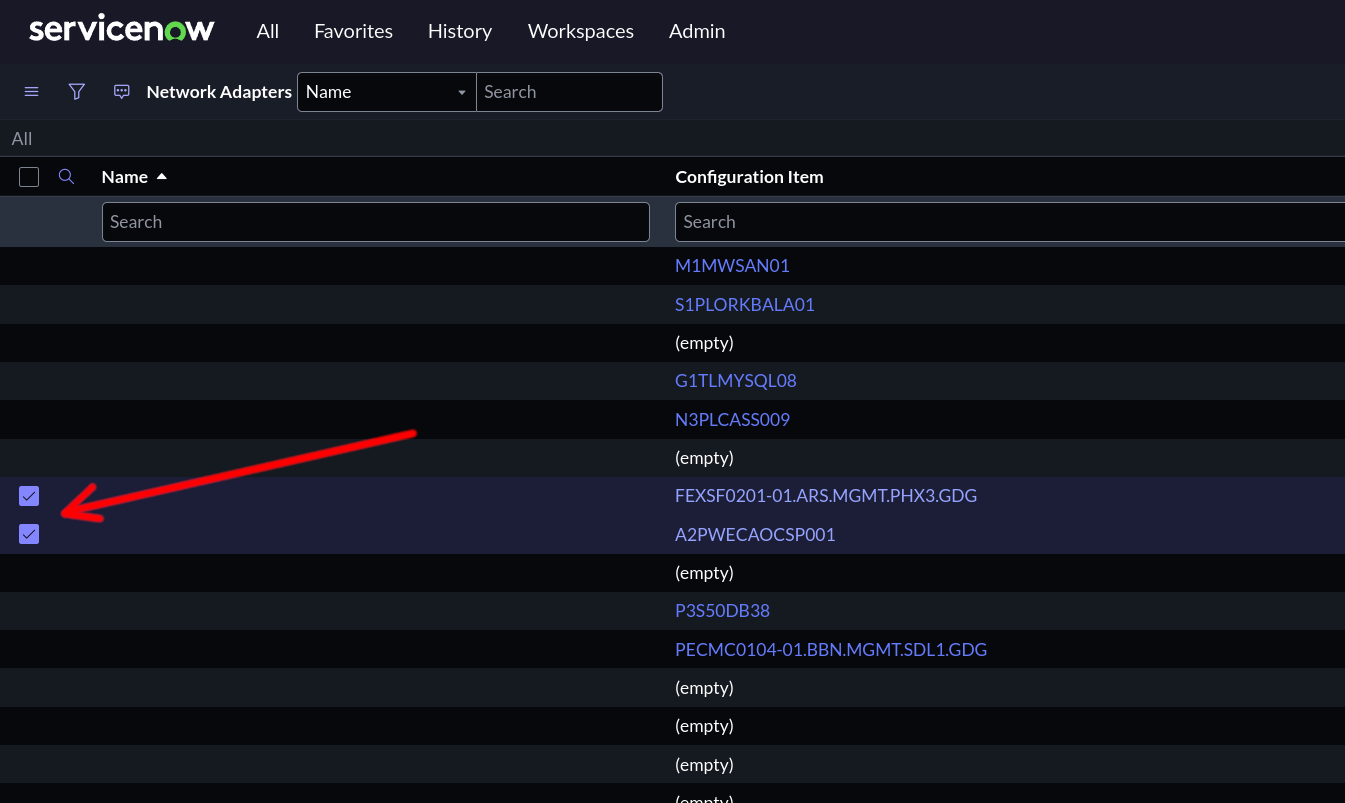 servicenow All Favorites History Workspaces Admin
Network Adapters Name Search
All
Name Configuration Item
Search Search
M1MWSAN01
S1PLORKBALA01
(empty)
G1TLMYSQL08
N3PLCASS009
(empty)
FEXSF0201-01.ARS.MGMT.PHX3.GDG
A2PWECAOCSP001
(empty)
P3S50DB38
PECMC0104-01.BBN.MGMT.SDL1.GDG
(empty)
(empty)
(empty)
(empty)